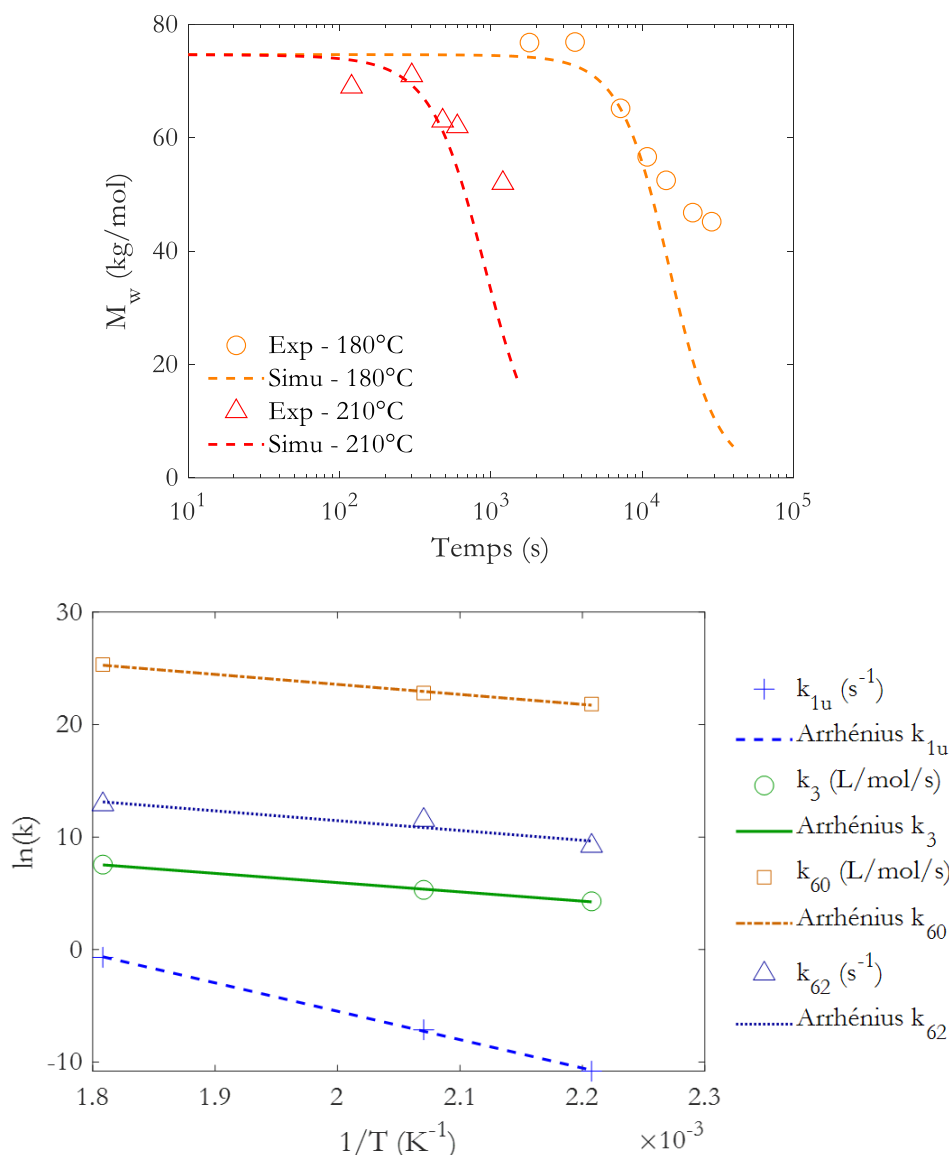 80
60
40
20
0
M_w (kg/mol)
Exp - 180°C
Simu - 180°C
Exp - 210°C
Simu - 210°C
10^1 10^2 10^3 10^4 10^5
Temps (s)
30
20
10
0
-10
ln(k)
1.8 1.9 2 2.1 2.2 2.3
1/T (K^-1)
×10^-3
k_1u (s^-1)
Arrhénius k_1u
k_3 (L/mol/s)
Arrhénius k_3
k_60 (L/mol/s)
Arrhénius k_60
k_62 (s^-1)
Arrhénius k_62